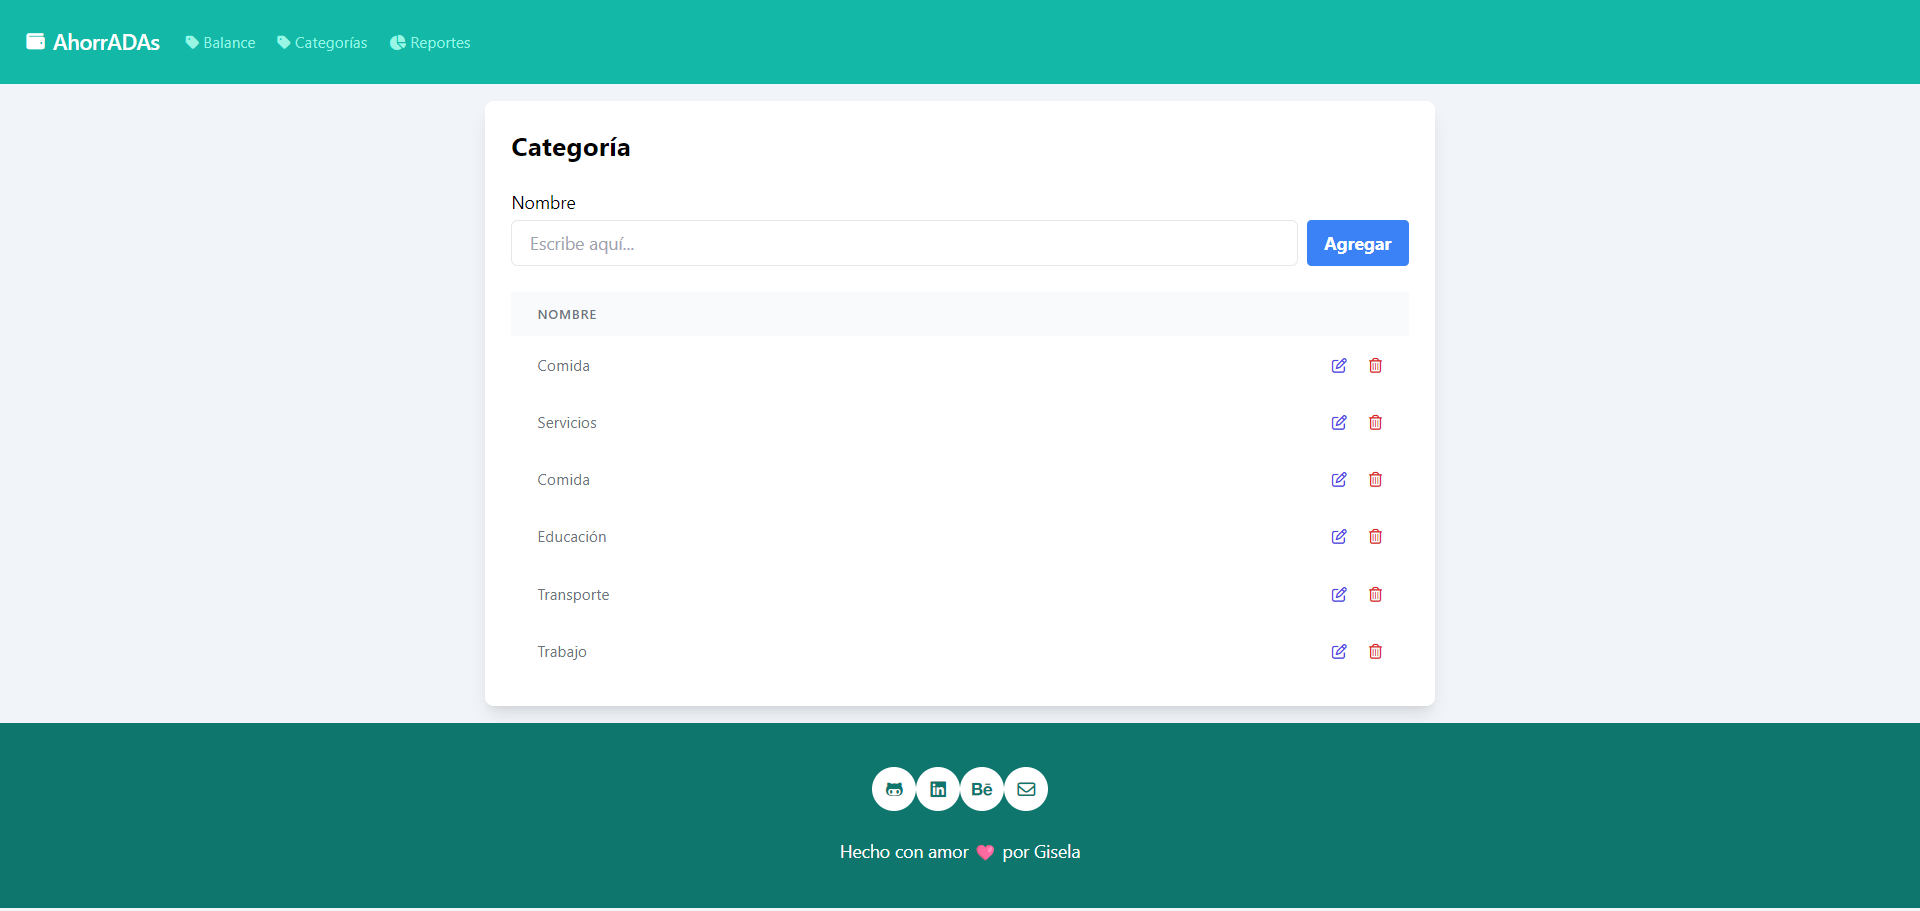 AhorrADAs Balance Categorías Reportes
Categoría
Nombre
Escribe aquí... Agregar
NOMBRE
Comida
Servicios
Comida
Educación
Transporte
Trabajo
in Bē
Hecho con amor 💖 por Gisela